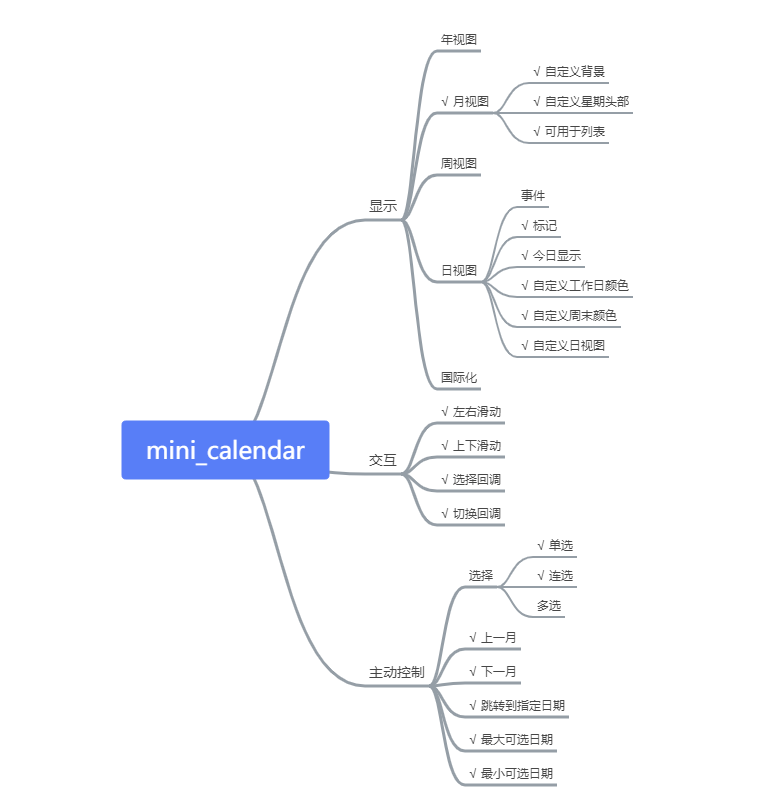 mini_calendar
显示
年视图
√ 月视图
√ 自定义背景
√ 自定义星期头部
√ 可用于列表
周视图
日视图
事件
√ 标记
√ 今日显示
√ 自定义工作日颜色
√ 自定义周末颜色
√ 自定义日视图
国际化
交互
√ 左右滑动
√ 上下滑动
√ 选择回调
√ 切换回调
主动控制
选择
√ 单选
√ 连选
多选
√ 上一月
√ 下一月
√ 跳转到指定日期
√ 最大可选日期
√ 最小可选日期